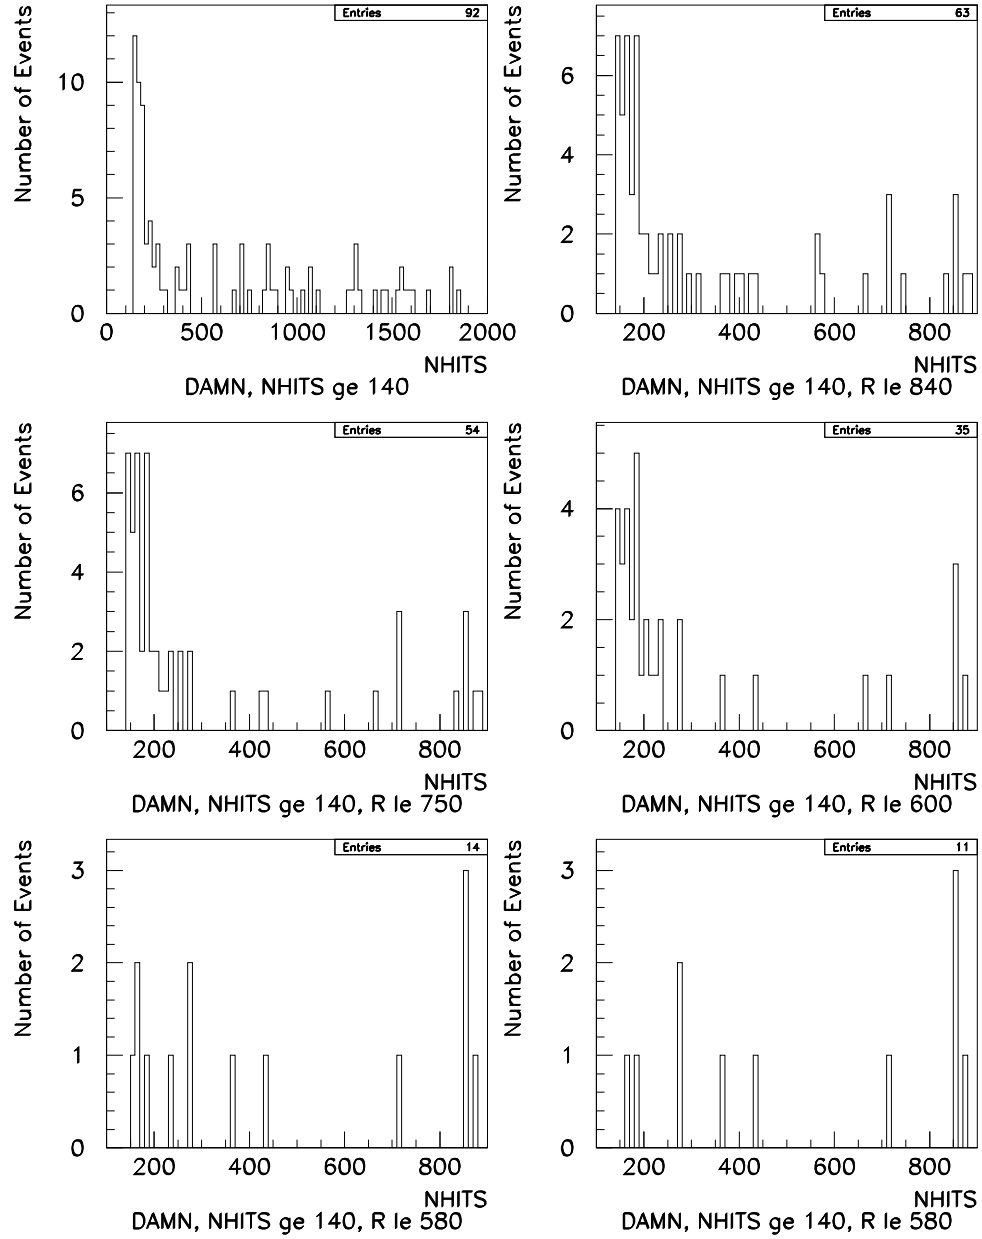 Entries 92
Number of Events
10
5
0
0 500 1000 1500 2000
NHITS
DAMN, NHITS ge 140
Entries 63
Number of Events
6
4
2
0
200 400 600 800
NHITS
DAMN, NHITS ge 140, R le 840
Entries 54
Number of Events
6
4
2
0
200 400 600 800
NHITS
DAMN, NHITS ge 140, R le 750
Entries 35
Number of Events
4
2
0
200 400 600 800
NHITS
DAMN, NHITS ge 140, R le 600
Entries 14
Number of Events
3
2
1
0
200 400 600 800
NHITS
DAMN, NHITS ge 140, R le 580
Entries 11
Number of Events
3
2
1
0
200 400 600 800
NHITS
DAMN, NHITS ge 140, R le 580